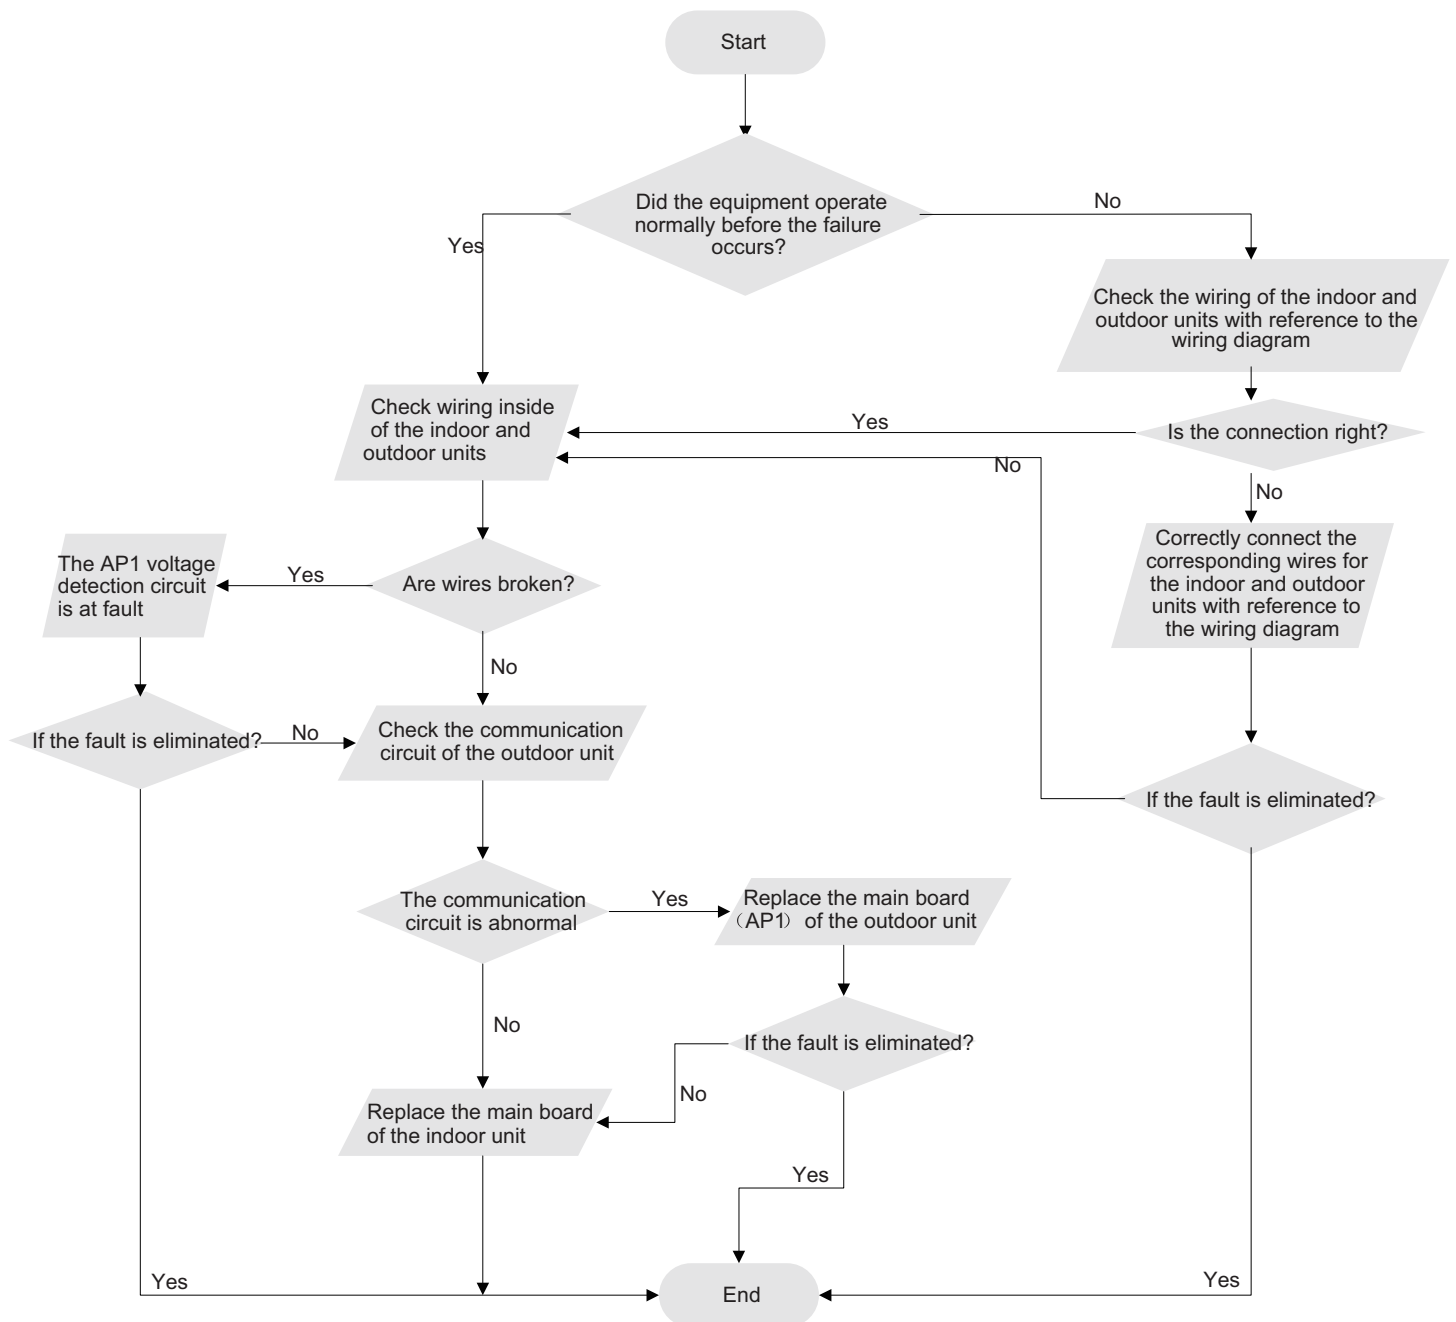 Start
Did the equipment operate
normally before the failure
occurs?
Yes
No
Check the wiring of the indoor and
outdoor units with reference to the
wiring diagram
Check wiring inside
of the indoor and
outdoor units
Yes
Is the connection right?
No
No
Correctly connect the
corresponding wires for
the indoor and outdoor
units with reference to
the wiring diagram
The AP1 voltage
detection circuit
is at fault
Yes
Are wires broken?
No
If the fault is eliminated?
No
Check the communication
circuit of the outdoor unit
If the fault is eliminated?
The communication
circuit is abnormal
Yes
Replace the main board
（AP1） of the outdoor unit
No
If the fault is eliminated?
No
Replace the main board
of the indoor unit
Yes
Yes
Yes
End